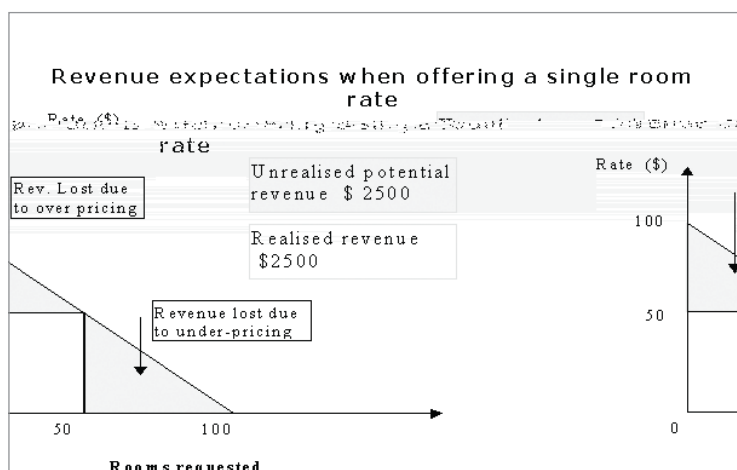 Revenue expectations when offering a single room
rate
Rate ($)
rate
Unrealised potential
revenue $ 2500
Rev. Lost due
to over pricing
Realised revenue
$2500
Revenue lost due
to under-pricing
50 100
Rooms requested
Rate ($)
100
50
0